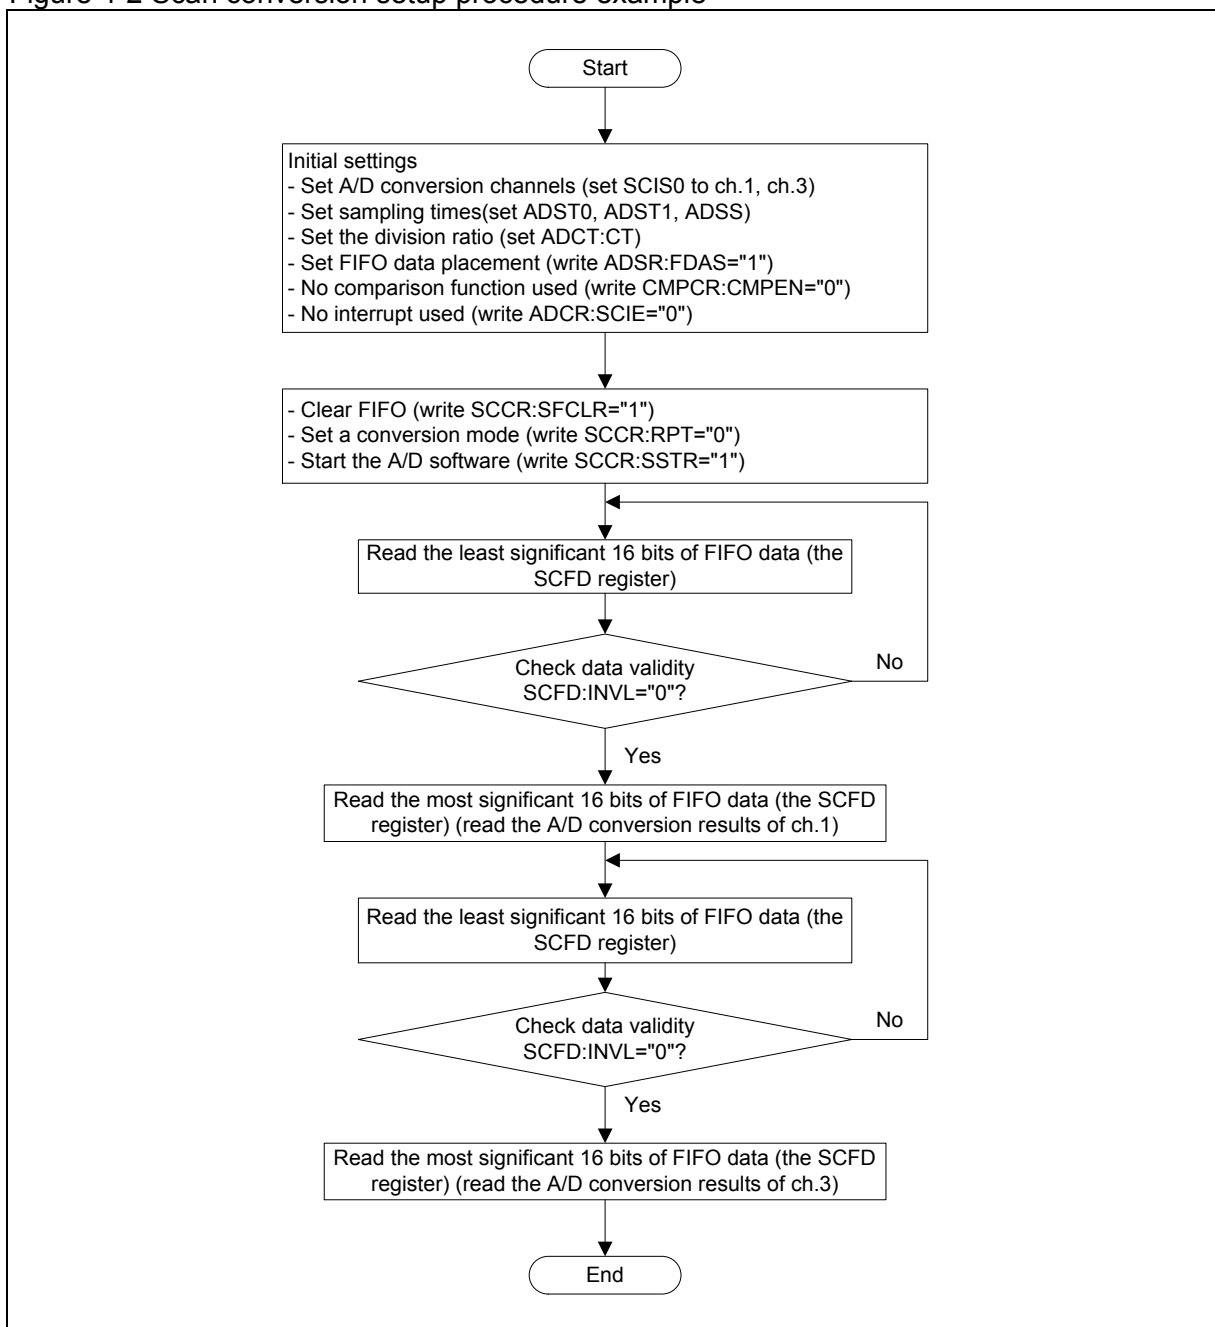 Figure 4-2 Scan conversion setup procedure example
Start
Initial settings
- Set A/D conversion channels (set SCIS0 to ch.1, ch.3)
- Set sampling times(set ADST0, ADST1, ADSS)
- Set the division ratio (set ADCT:CT)
- Set FIFO data placement (write ADSR:FDAS="1")
- No comparison function used (write CMPCR:CMPEN="0")
- No interrupt used (write ADCR:SCIE="0")
- Clear FIFO (write SCCR:SFCLR="1")
- Set a conversion mode (write SCCR:RPT="0")
- Start the A/D software (write SCCR:SSTR="1")
Read the least significant 16 bits of FIFO data (the
SCFD register)
Check data validity
SCFD:INVL="0"?
No
Yes
Read the most significant 16 bits of FIFO data (the SCFD
register) (read the A/D conversion results of ch.1)
Read the least significant 16 bits of FIFO data (the
SCFD register)
Check data validity
SCFD:INVL="0"?
No
Yes
Read the most significant 16 bits of FIFO data (the SCFD
register) (read the A/D conversion results of ch.3)
End